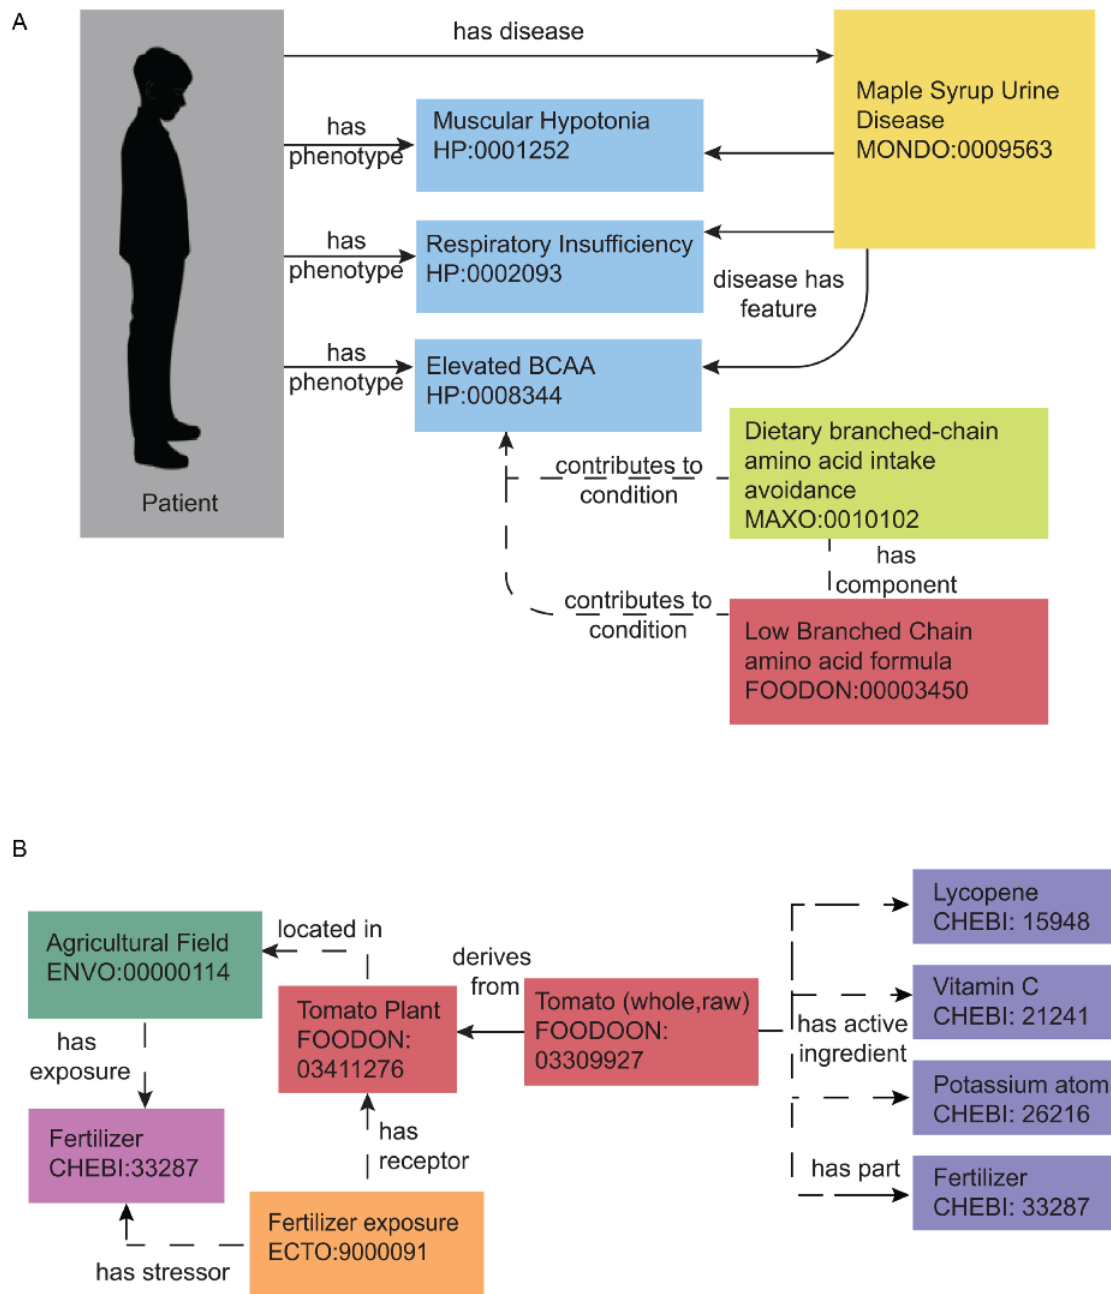 A
has disease
Maple Syrup Urine
Disease
MONDO:0009563
has
phenotype
Muscular Hypotonia
HP:0001252
has
phenotype
Respiratory Insufficiency
HP:0002093
disease has
feature
has
phenotype
Elevated BCAA
HP:0008344
Patient
contributes to
condition
Dietary branched-chain
amino acid intake
avoidance
MAXO:0010102
has
component
contributes to
condition
Low Branched Chain
amino acid formula
FOODON:00003450
B
Agricultural Field
ENVO:00000114
located in
has
exposure
Fertilizer
CHEBI:33287
has stressor
Tomato Plant
FOODON:
03411276
has
receptor
Fertilizer exposure
ECTO:9000091
derives
from
Tomato (whole,raw)
FOODOON:
03309927
has active
ingredient
has part
Lycopene
CHEBI: 15948
Vitamin C
CHEBI: 21241
Potassium atom
CHEBI: 26216
Fertilizer
CHEBI: 33287